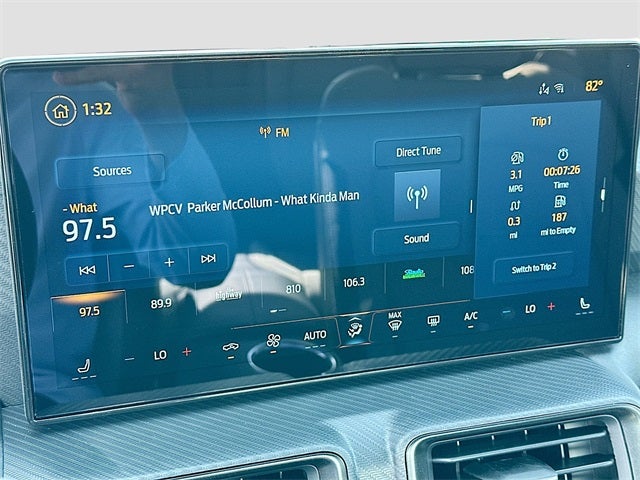 1:32
82°
FM
Sources
Direct Tune
- What
97.5
WPCV Parker McCollum - What Kinda Man
Sound
97.5
89.9
highway
810
106.3
108
Trip 1
3.1
MPG
00:07:26
Time
0.3
mi
187
mi to Empty
Switch to Trip 2
LO
AUTO
MAX
A/C
LO